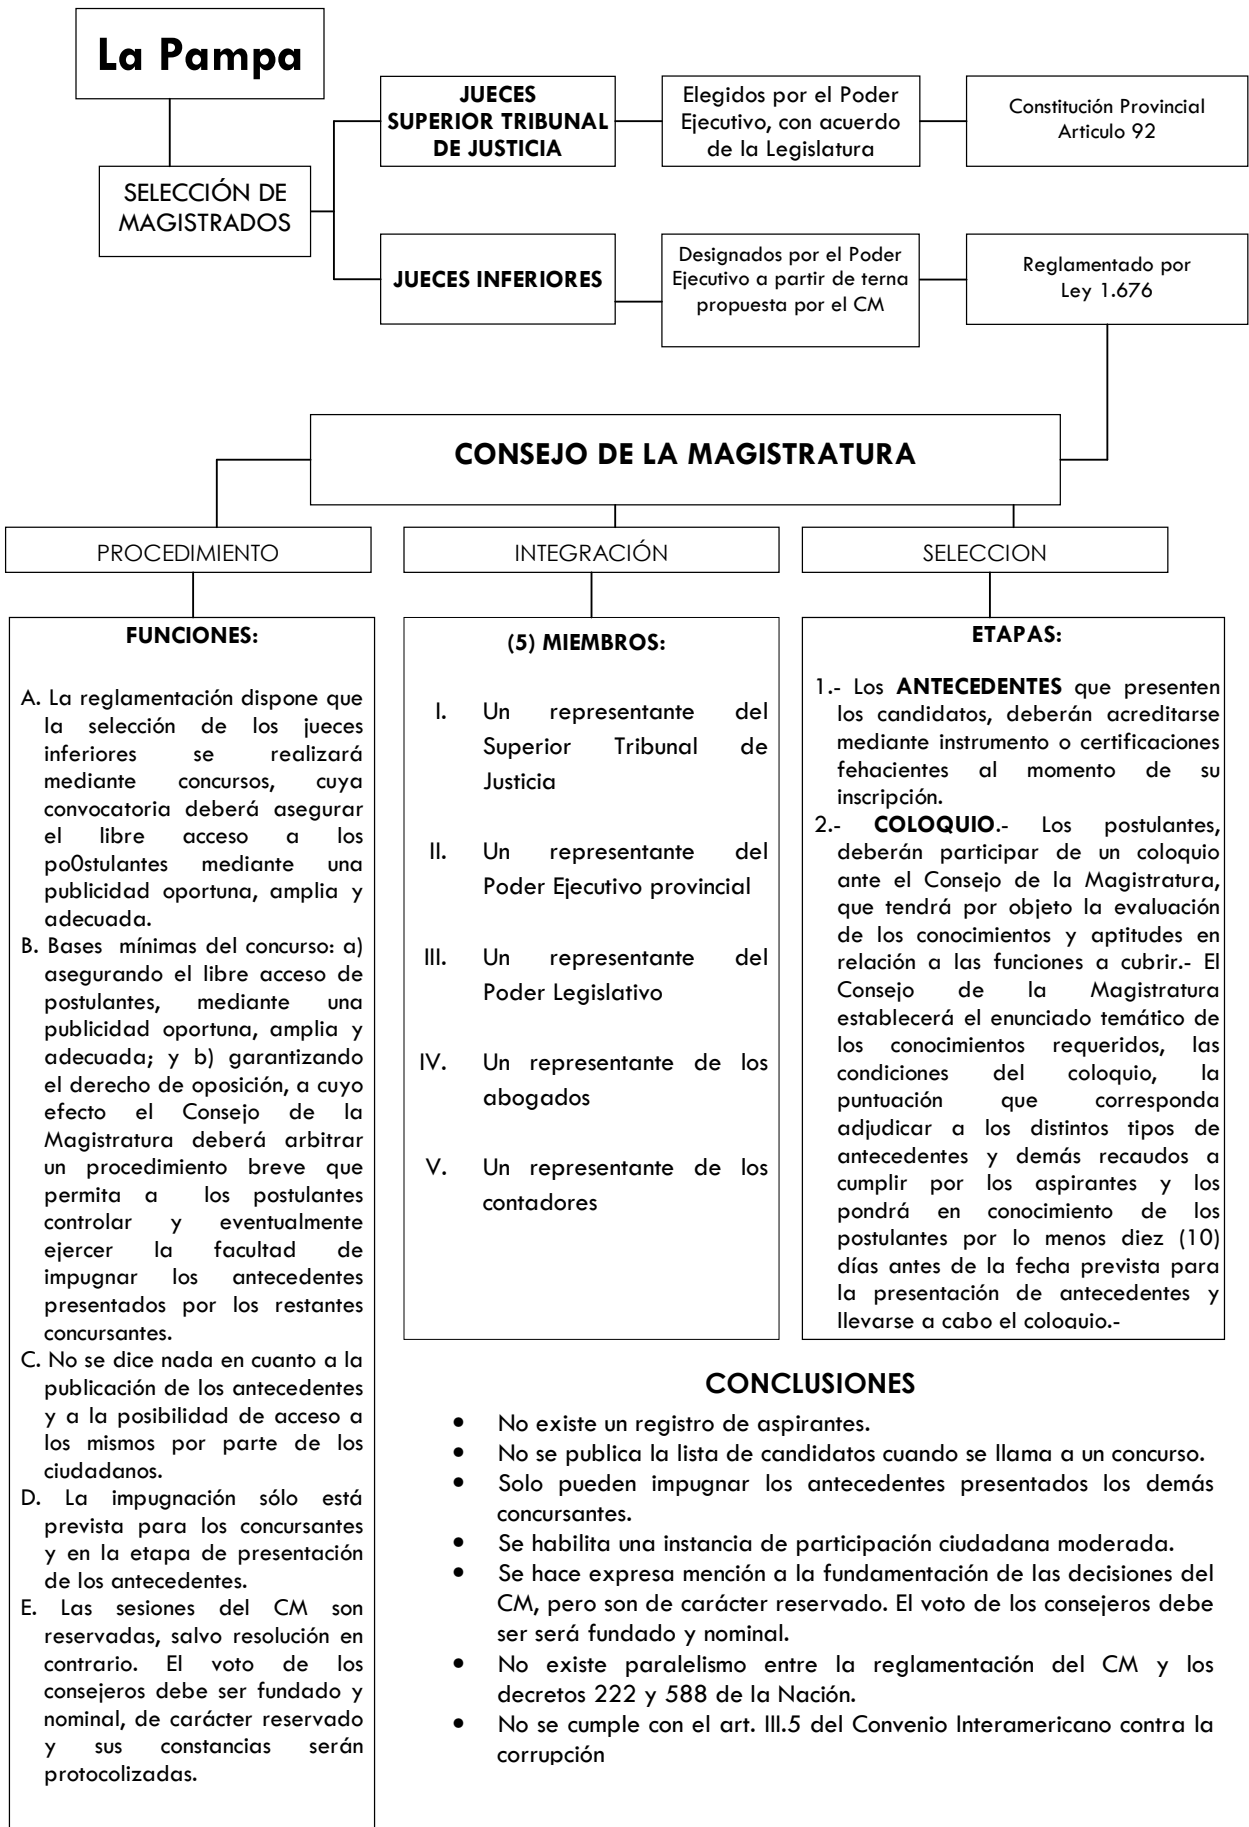 La Pampa
SELECCIÓN DE
MAGISTRADOS
JUECES
SUPERIOR TRIBUNAL
DE JUSTICIA
Elegidos por el Poder
Ejecutivo, con acuerdo
de la Legislatura
Constitución Provincial
Articulo 92
JUECES INFERIORES
Designados por el Poder
Ejecutivo a partir de terna
propuesta por el CM
Reglamentado por
Ley 1.676
CONSEJO DE LA MAGISTRATURA
PROCEDIMIENTO
FUNCIONES:
A. La reglamentación dispone que
la selección de los jueces
inferiores se realizará
mediante concursos, cuya
convocatoria deberá asegurar
el libre acceso a los
po0stulantes mediante una
publicidad oportuna, amplia y
adecuada.
B. Bases mínimas del concurso: a)
asegurando el libre acceso de
postulantes, mediante una
publicidad oportuna, amplia y
adecuada; y b) garantizando
el derecho de oposición, a cuyo
efecto el Consejo de la
Magistratura deberá arbitrar
un procedimiento breve que
permita a los postulantes
controlar y eventualmente
ejercer la facultad de
impugnar los antecedentes
presentados por los restantes
concursantes.
C. No se dice nada en cuanto a la
publicación de los antecedentes
y a la posibilidad de acceso a
los mismos por parte de los
ciudadanos.
D. La impugnación sólo está
prevista para los concursantes
y en la etapa de presentación
de los antecedentes.
E. Las sesiones del CM son
reservadas, salvo resolución en
contrario. El voto de los
consejeros debe ser fundado y
nominal, de carácter reservado
y sus constancias serán
protocolizadas.
INTEGRACIÓN
(5) MIEMBROS:
I. Un representante del
Superior Tribunal de
Justicia
II. Un representante del
Poder Ejecutivo provincial
III. Un representante del
Poder Legislativo
IV. Un representante de los
abogados
V. Un representante de los
contadores
SELECCION
ETAPAS:
1.- Los ANTECEDENTES que presenten
los candidatos, deberán acreditarse
mediante instrumento o certificaciones
fehacientes al momento de su
inscripción.
2.- COLOQUIO.- Los postulantes,
deberán participar de un coloquio
ante el Consejo de la Magistratura,
que tendrá por objeto la evaluación
de los conocimientos y aptitudes en
relación a las funciones a cubrir.- El
Consejo de la Magistratura
establecerá el enunciado temático de
los conocimientos requeridos, las
condiciones del coloquio, la
puntuación que corresponda
adjudicar a los distintos tipos de
antecedentes y demás recaudos a
cumplir por los aspirantes y los
pondrá en conocimiento de los
postulantes por lo menos diez (10)
días antes de la fecha prevista para
la presentación de antecedentes y
llevarse a cabo el coloquio.-
CONCLUSIONES
• No existe un registro de aspirantes.
• No se publica la lista de candidatos cuando se llama a un concurso.
• Solo pueden impugnar los antecedentes presentados los demás
concursantes.
• Se habilita una instancia de participación ciudadana moderada.
• Se hace expresa mención a la fundamentación de las decisiones del
CM, pero son de carácter reservado. El voto de los consejeros debe
ser será fundado y nominal.
• No existe paralelismo entre la reglamentación del CM y los
decretos 222 y 588 de la Nación.
• No se cumple con el art. III.5 del Convenio Interamericano contra la
corrupción